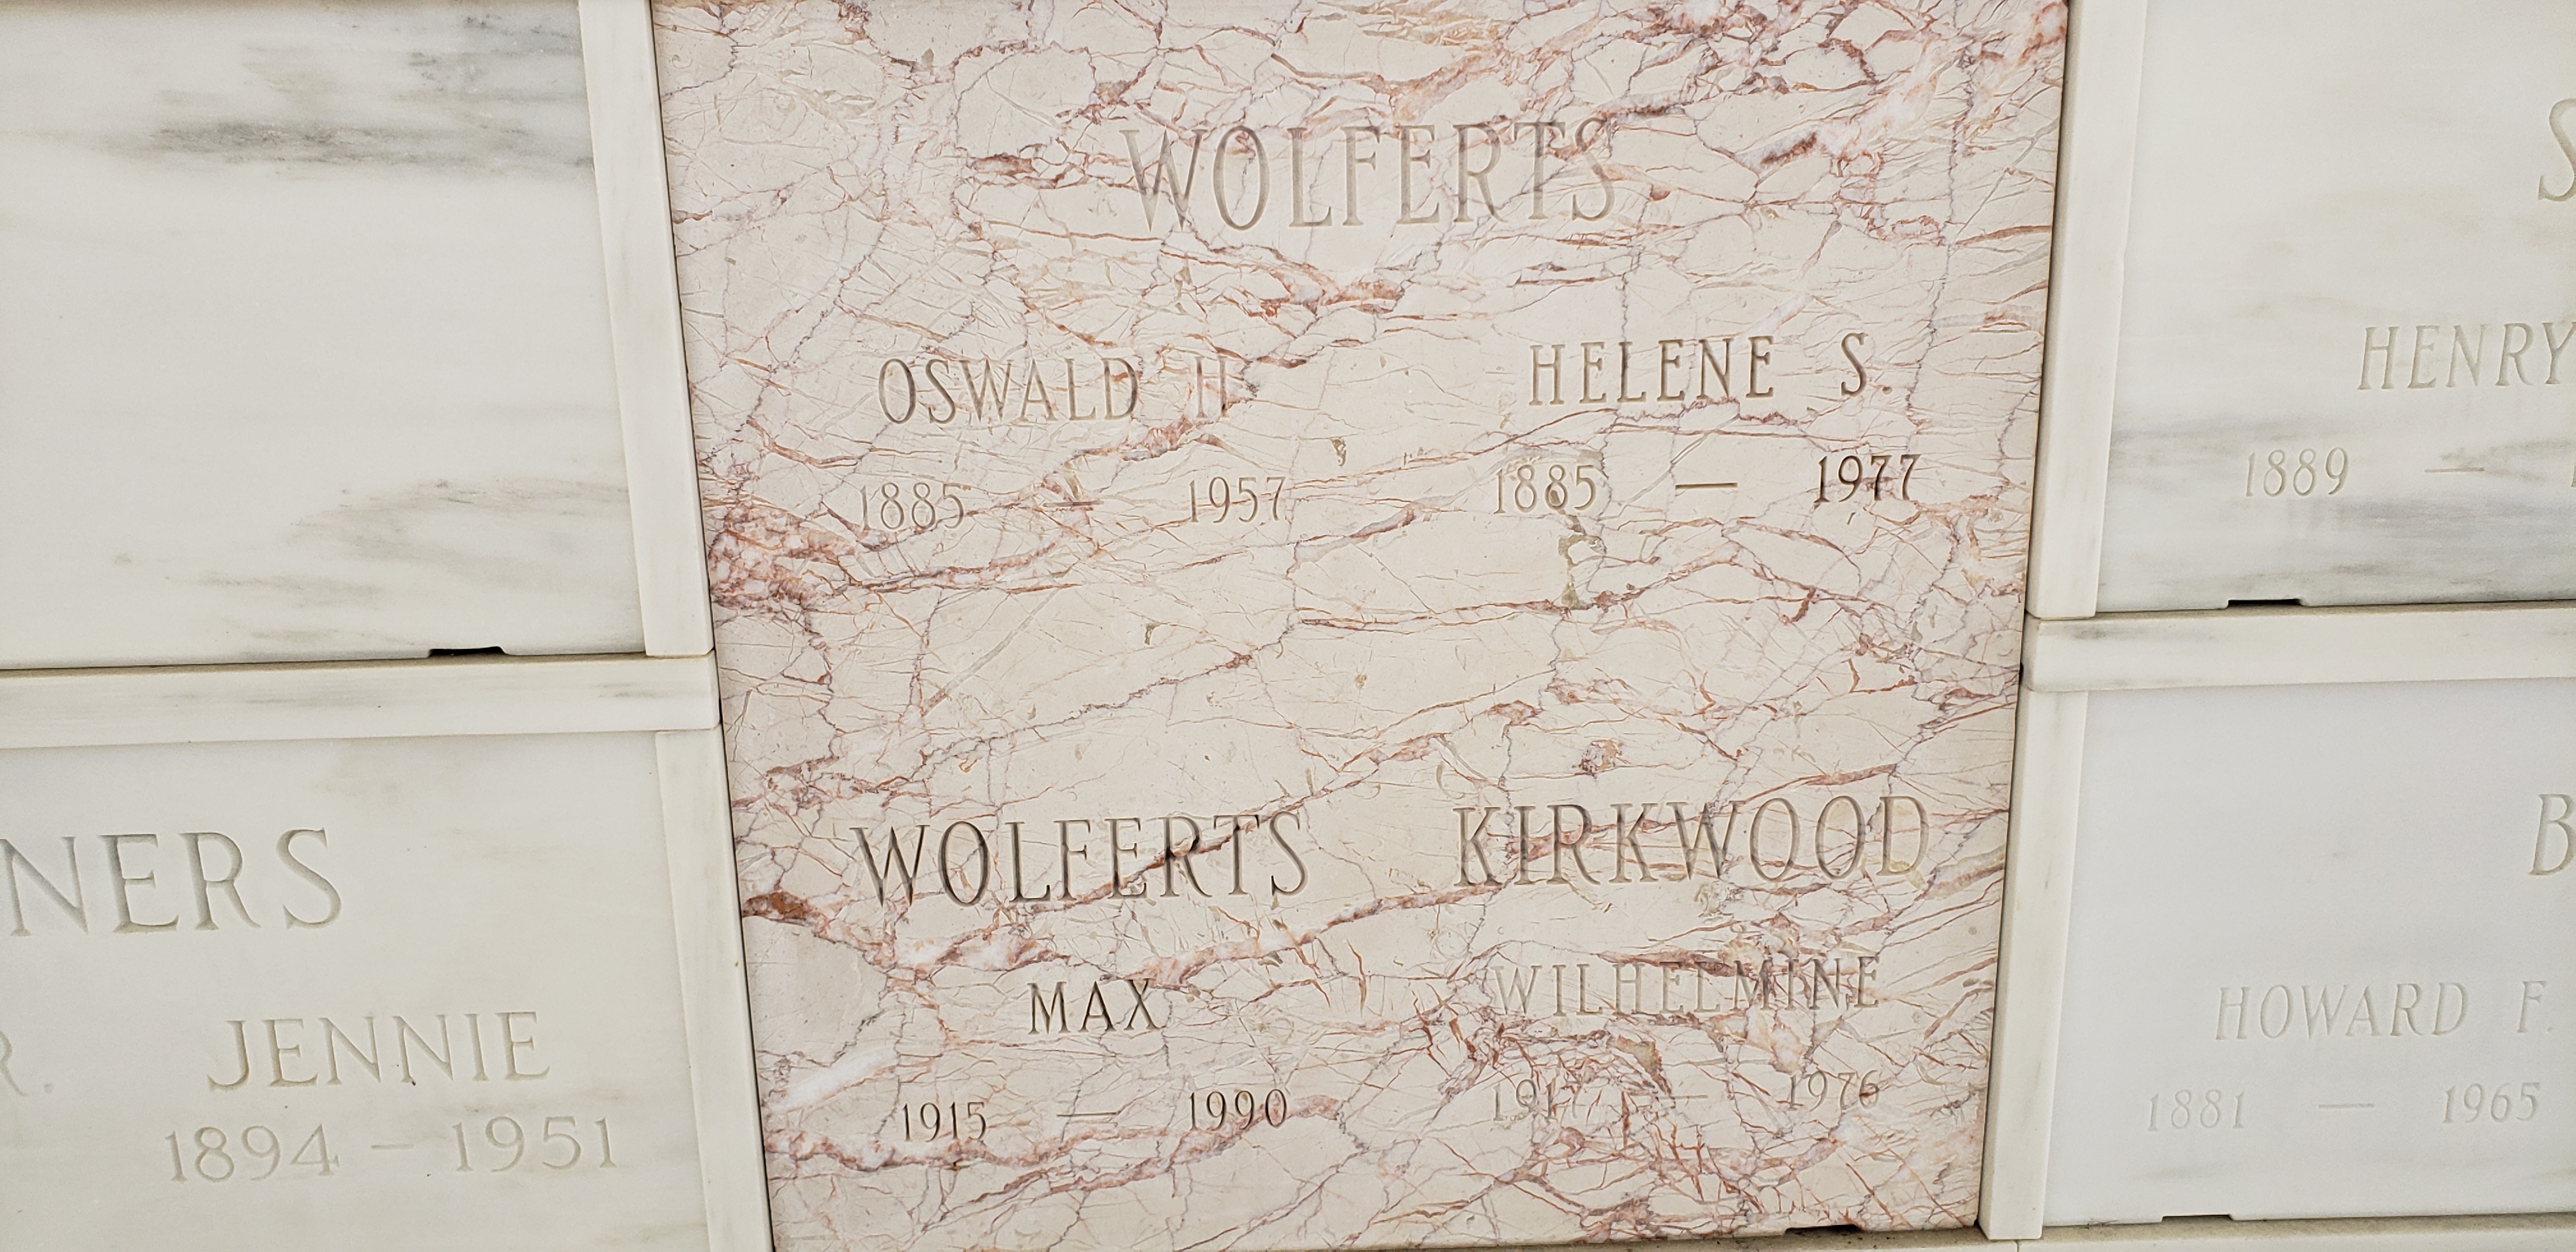 WOLFERTS
OSWALD H.
1885 — 1957
HELENE S.
1885 — 1977
WOLFERTS
MAX
1915 — 1990
KIRKWOOD
WILHELMINE
1917 — 1976
NERS
R.
JENNIE
1894 – 1951
S
HENRY
1889 —
B
HOWARD F.
1881 — 1965